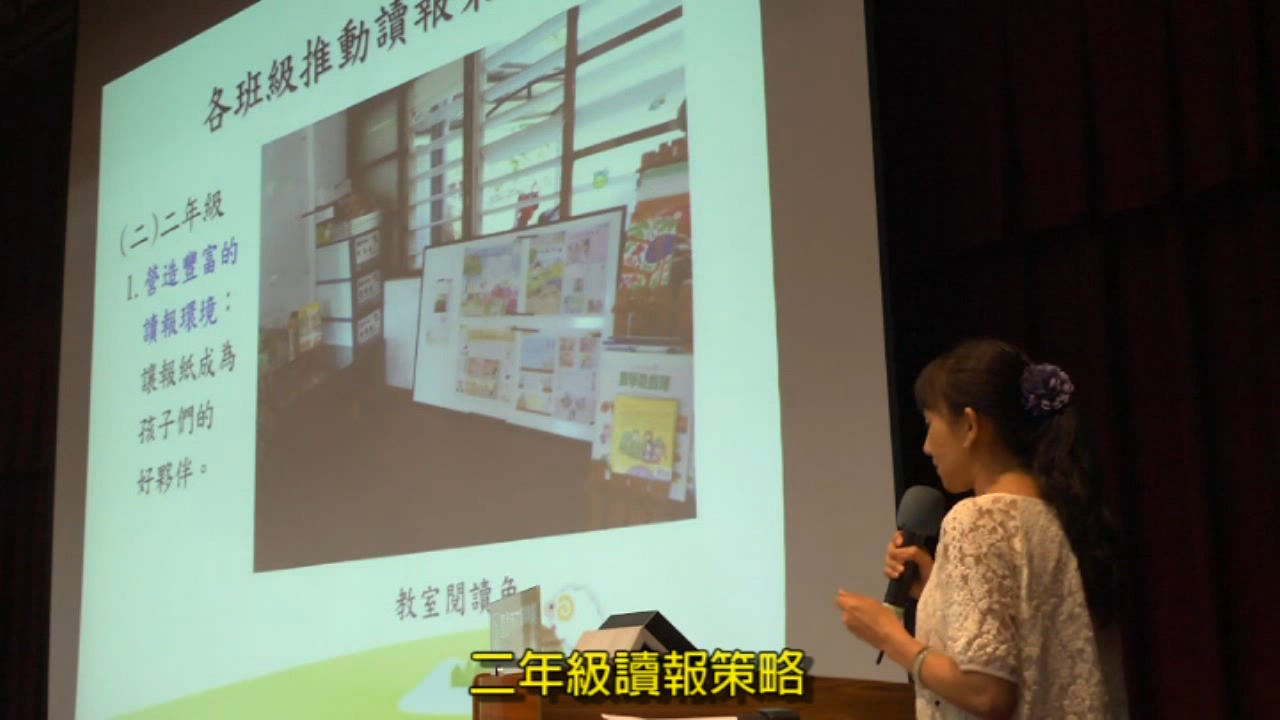 各班級推動讀報策
(二)二年級
1.營造豐富的
讀報環境：
讓報紙成為
孩子們的
好夥伴。
教室閱讀角
二年級讀報策略